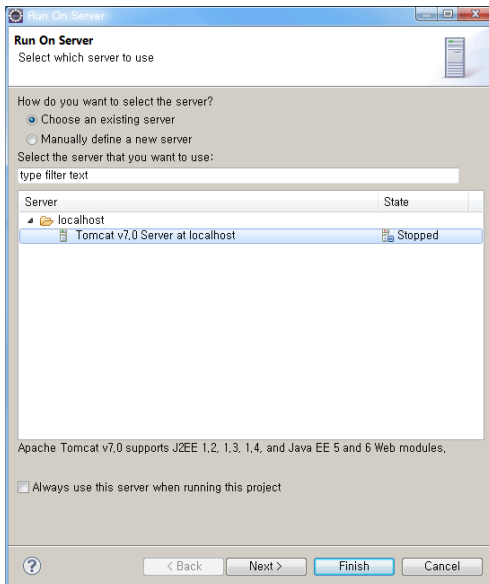 Run On Server
Run On Server
Select which server to use
How do you want to select the server?
Choose an existing server
Manually define a new server
Select the server that you want to use:
type filter text
Server State
localhost
Tomcat v7.0 Server at localhost Stopped
Apache Tomcat v7.0 supports J2EE 1.2, 1.3, 1.4, and Java EE 5 and 6 Web modules.
Always use this server when running this project
? < Back Next > Finish Cancel